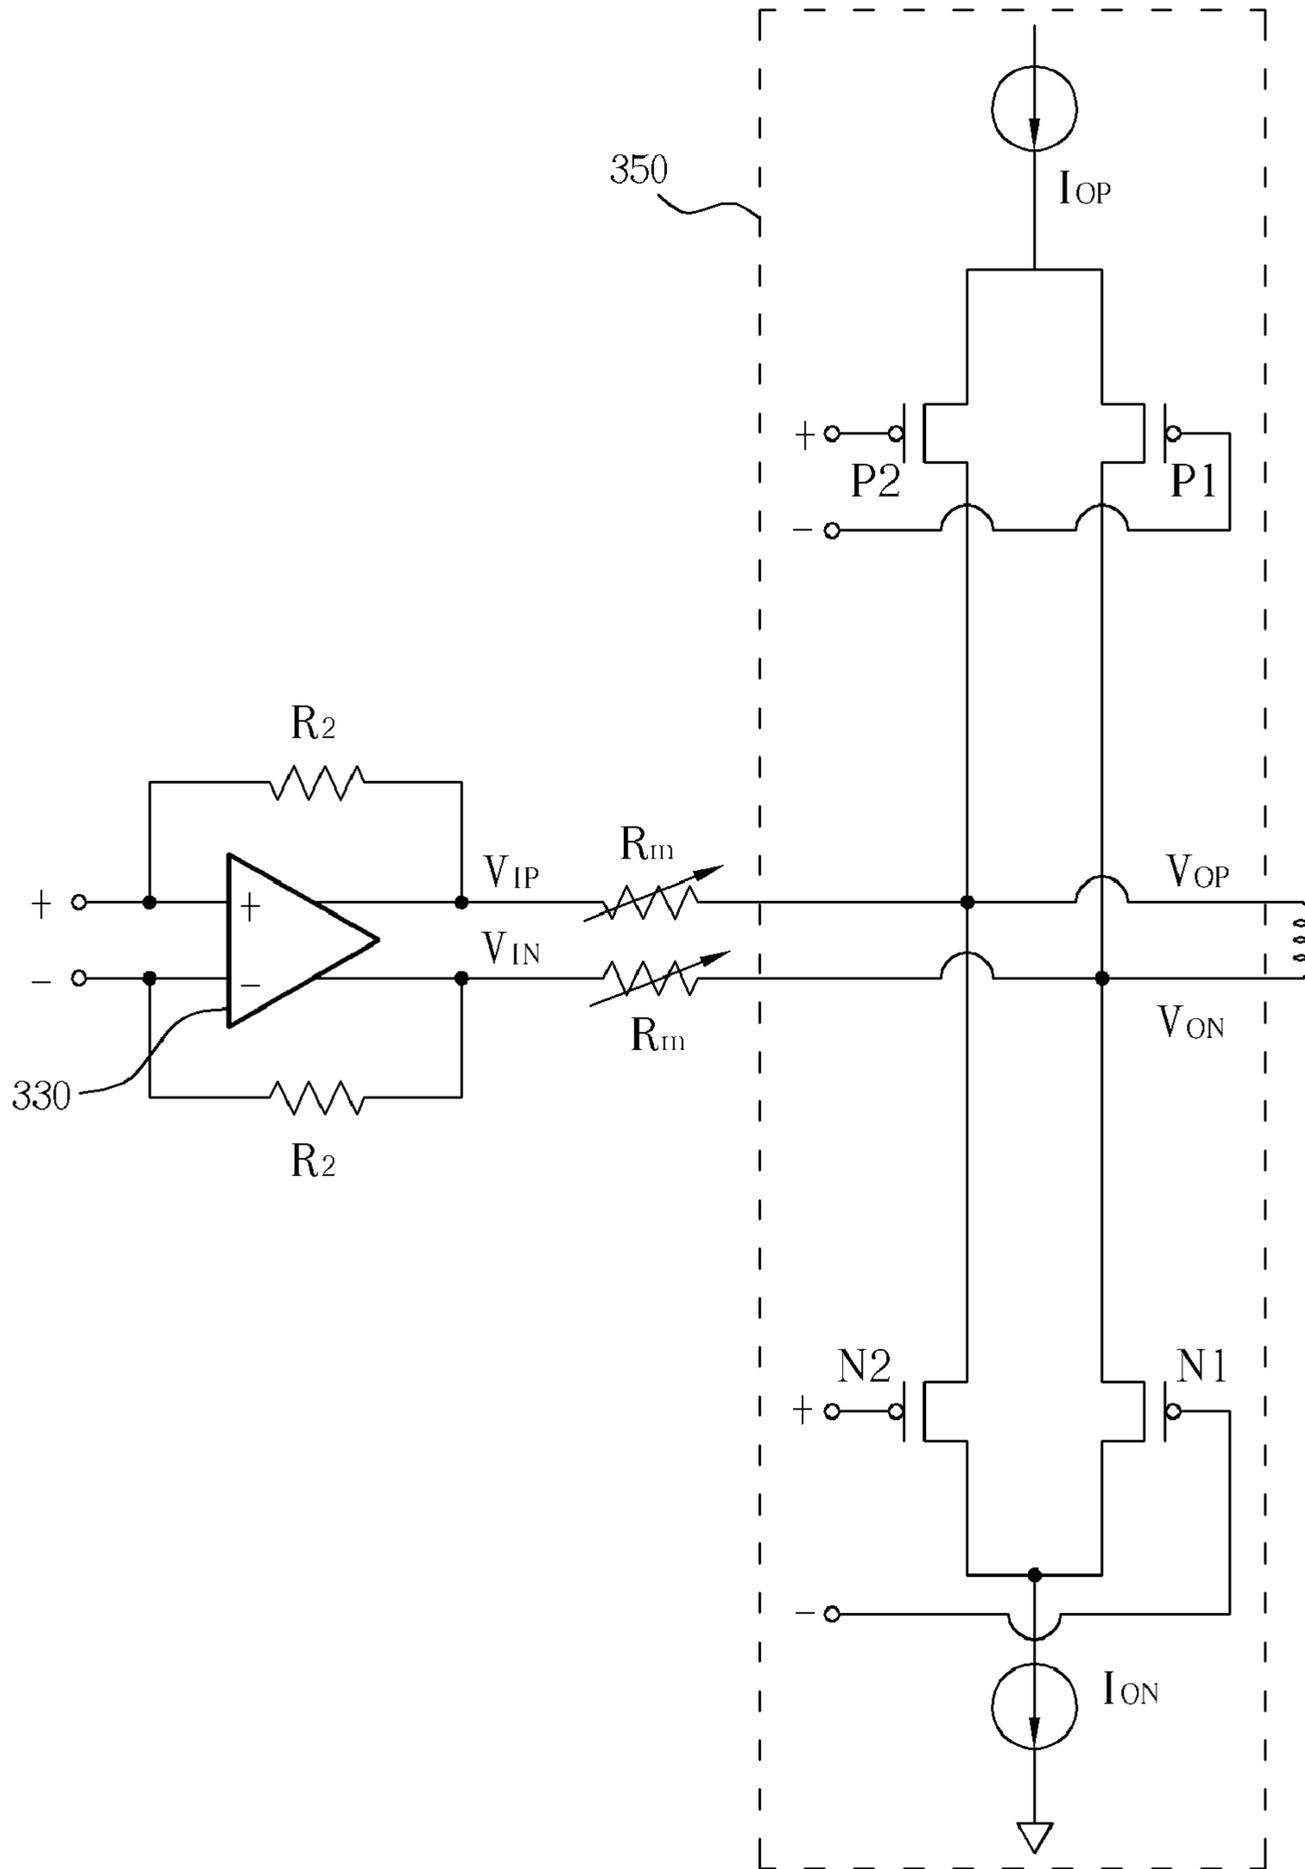 350
IOP
+
P2
P1
−
R2
VIP
Rm
VOP
+
+
VIN
−
−
Rm
VON
330
R2
N2
N1
+
−
ION